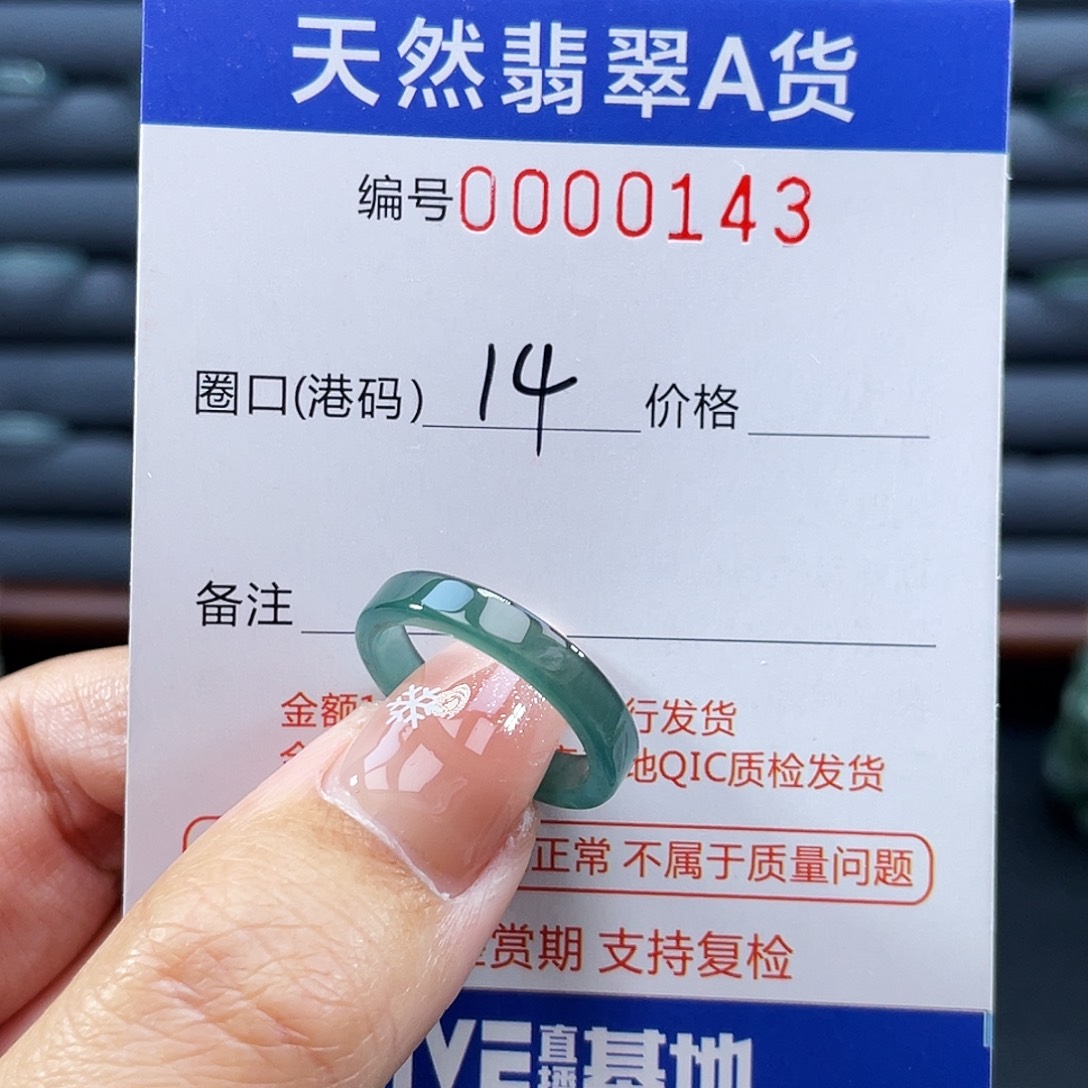 天然翡翠A货
编号0000143
圈口(港码) 14 价格
备注
金额 行发货
地QIC质检发货
正常 不属于质量问题
赏期 支持复检
直播基地